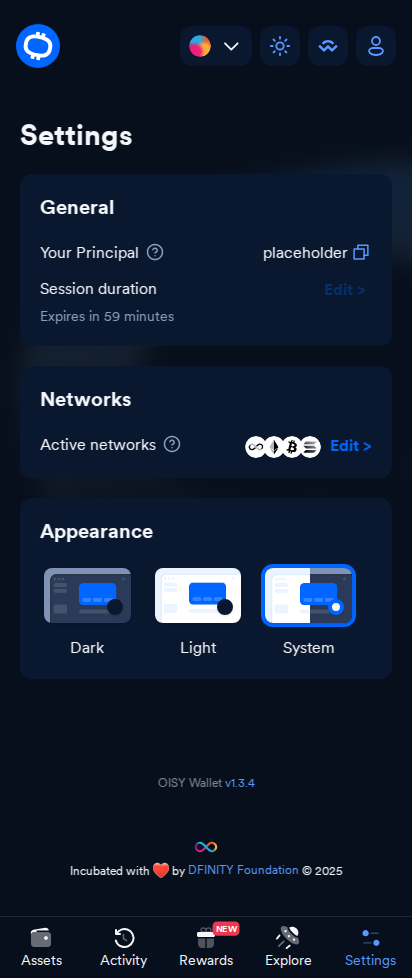 Settings
General
Your Principal placeholder
Session duration Edit >
Expires in 59 minutes
Networks
Active networks Edit >
Appearance
Dark Light System
OISY Wallet v1.3.4
Incubated with ❤️ by DFINITY Foundation © 2025
NEW
Assets Activity Rewards Explore Settings